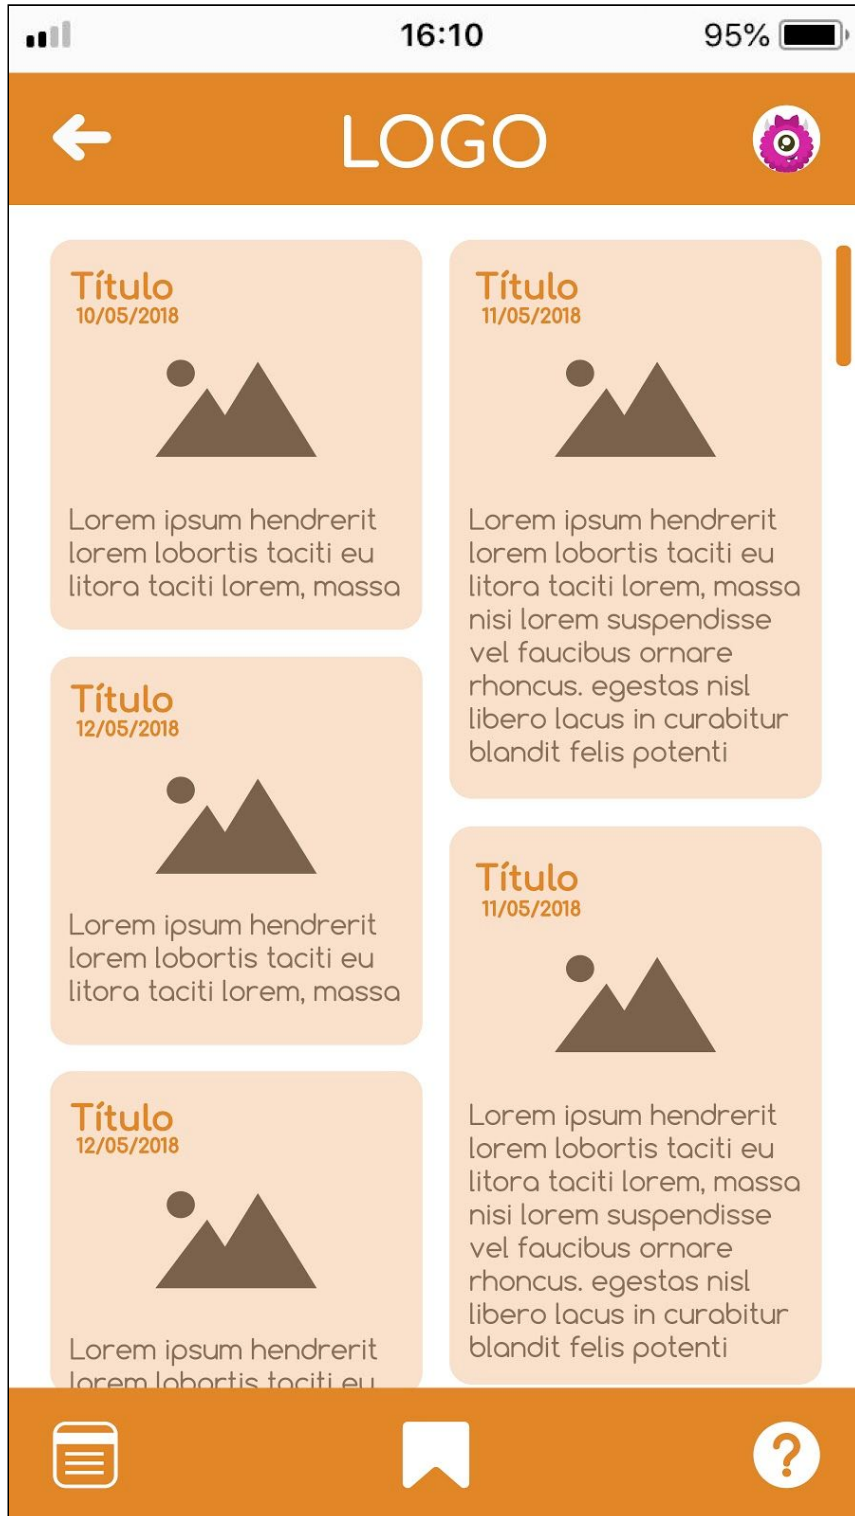 16:10
95%
LOGO
Título
10/05/2018
Lorem ipsum hendrerit
lorem lobortis taciti eu
litora taciti lorem, massa
Título
12/05/2018
Lorem ipsum hendrerit
lorem lobortis taciti eu
litora taciti lorem, massa
Título
12/05/2018
Lorem ipsum hendrerit
lorem lobortis taciti eu
Título
11/05/2018
Lorem ipsum hendrerit
lorem lobortis taciti eu
litora taciti lorem, massa
nisi lorem suspendisse
vel faucibus ornare
rhoncus. egestas nisl
libero lacus in curabitur
blandit felis potenti
Título
11/05/2018
Lorem ipsum hendrerit
lorem lobortis taciti eu
litora taciti lorem, massa
nisi lorem suspendisse
vel faucibus ornare
rhoncus. egestas nisl
libero lacus in curabitur
blandit felis potenti
?